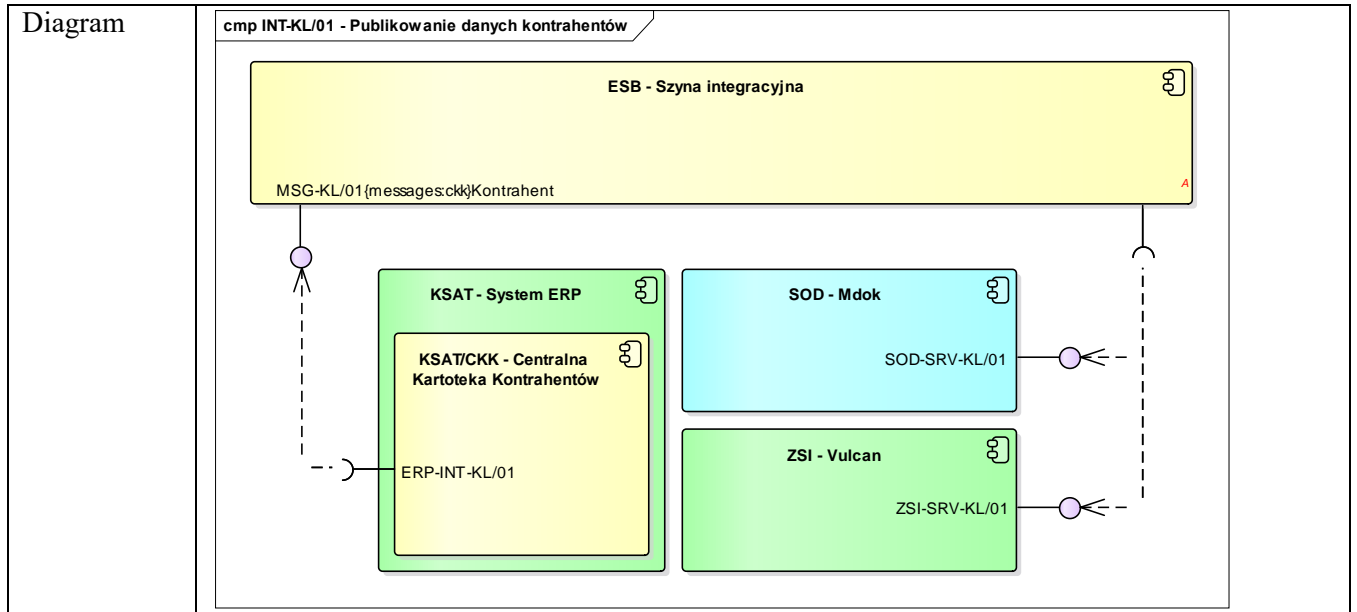 Diagram
cmp INT-KL/01 - Publikowanie danych kontrahentów
ESB - Szyna integracyjna
MSG-KL/01{messages:ckk}Kontrahent
A
KSAT - System ERP
KSAT/CKK - Centralna
Kartoteka Kontrahentów
ERP-INT-KL/01
SOD - Mdok
SOD-SRV-KL/01
ZSI - Vulcan
ZSI-SRV-KL/01